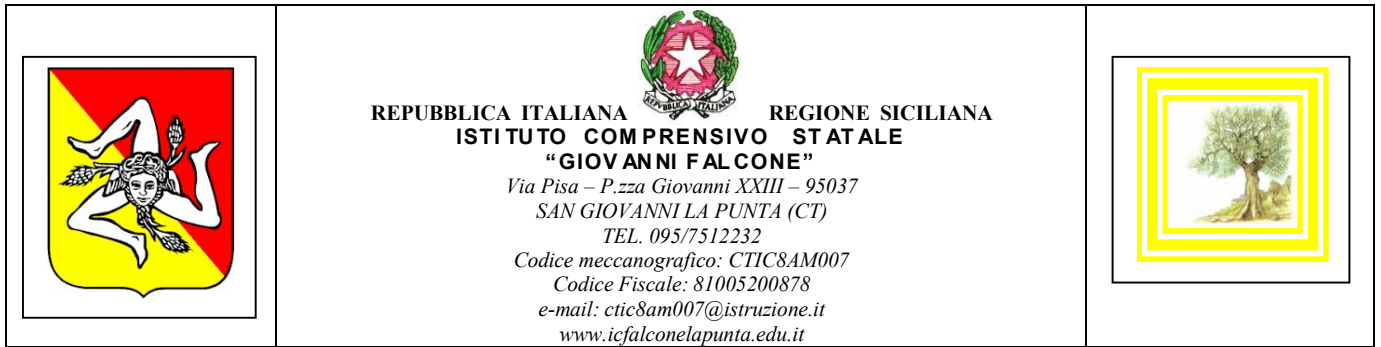 REPUBBLICA ITALIANA REGIONE SICILIANA
ISTITUTO COMPRENSIVO STATALE
“GIOVANNI FALCONE”
Via Pisa – P.zza Giovanni XXIII – 95037
SAN GIOVANNI LA PUNTA (CT)
TEL. 095/7512232
Codice meccanografico: CTIC8AM007
Codice Fiscale: 81005200878
e-mail: ctic8am007@istruzione.it
www.icfalconelapunta.edu.it